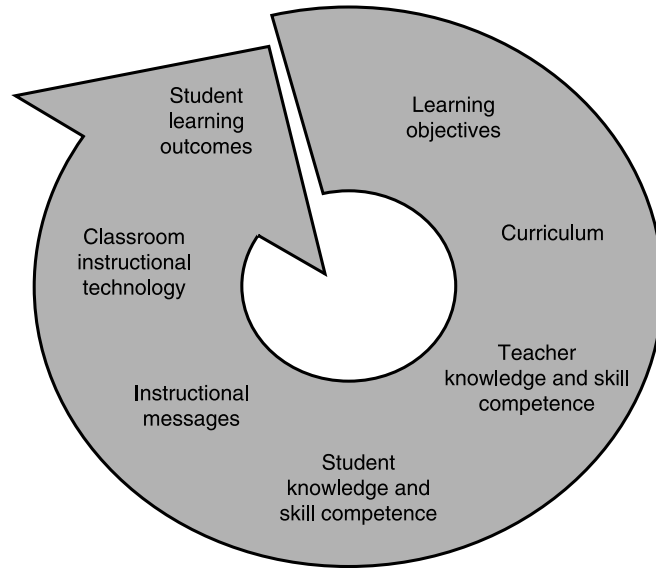 Learning
objectives
Curriculum
Teacher
knowledge and skill
competence
Student
knowledge and
skill competence
Instructional
messages
Classroom
instructional
technology
Student
learning
outcomes